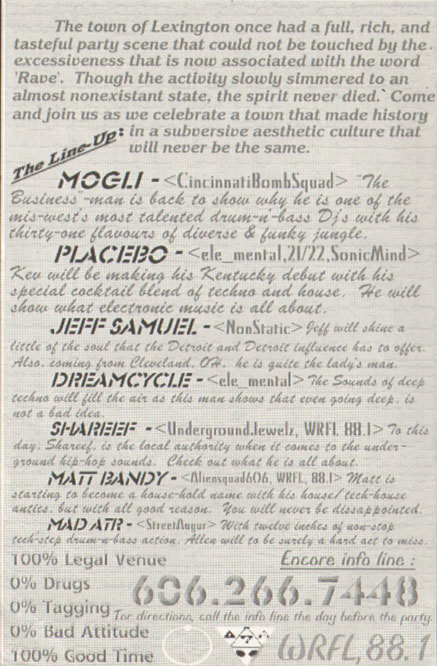 The town of Lexington once had a full, rich, and
tasteful party scene that could not be touched by the
excessiveness that is now associated with the word
'Rave'. Though the activity slowly simmered to an
almost nonexistant state, the spirit never died.` Come
and join us as we celebrate a town that made history
The Line-Up: in a subversive aesthetic culture that
will never be the same.
MOGLI - <CincinnatiBombSquad> "The
Business"-man is back to show why he is one of the
mis-west's most talented drum-n-bass Djs with his
thirty-one flavours of diverse & funky jungle.
PLACEBO - <ele_mental,21/22,SonicMind>
Kev will be making his Kentucky debut with his
special cocktail blend of techno and house. He will
show what electronic music is all about.
JEFF SAMUEL - <NonStatic> Jeff will shine a
little of the soul that the Detroit and Detroit influence has to offer.
Also, coming from Cleveland, OH, he is quite the lady's man.
DREAMCYCLE - <ele_mental> The Sounds of deep
techno will fill the air as this man shows that even going deep, is
not a bad idea.
SHAREEF - <UndergroundJewelz, WRFL 88.1> To this
day, Shareef, is the local authority when it comes to the under-
ground hip-hop sounds. Check out what he is all about.
MATT BANDY - <Aliensquad606, WRFL, 88.1> Matt is
starting to become a house-hold name with his house/ tech-house
antics, but with all good reason. You will never be dissappointed.
MAD ATR - <StreetAugur> With twelve inches of non-stop
tech-step drum-n-bass action, Allen will to be surely a hard act to miss.
100% Legal Venue
0% Drugs
0% Tagging
0% Bad Attitude
100% Good Time
Encore info line :
606.266.7448
For directions, call the info line the day before the party.
WRFL, 88.1